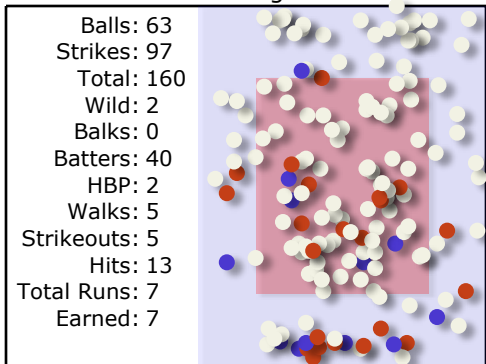 Balls: 63
Strikes: 97
Total: 160
Wild: 2
Balks: 0
Batters: 40
HBP: 2
Walks: 5
Strikeouts: 5
Hits: 13
Total Runs: 7
Earned: 7